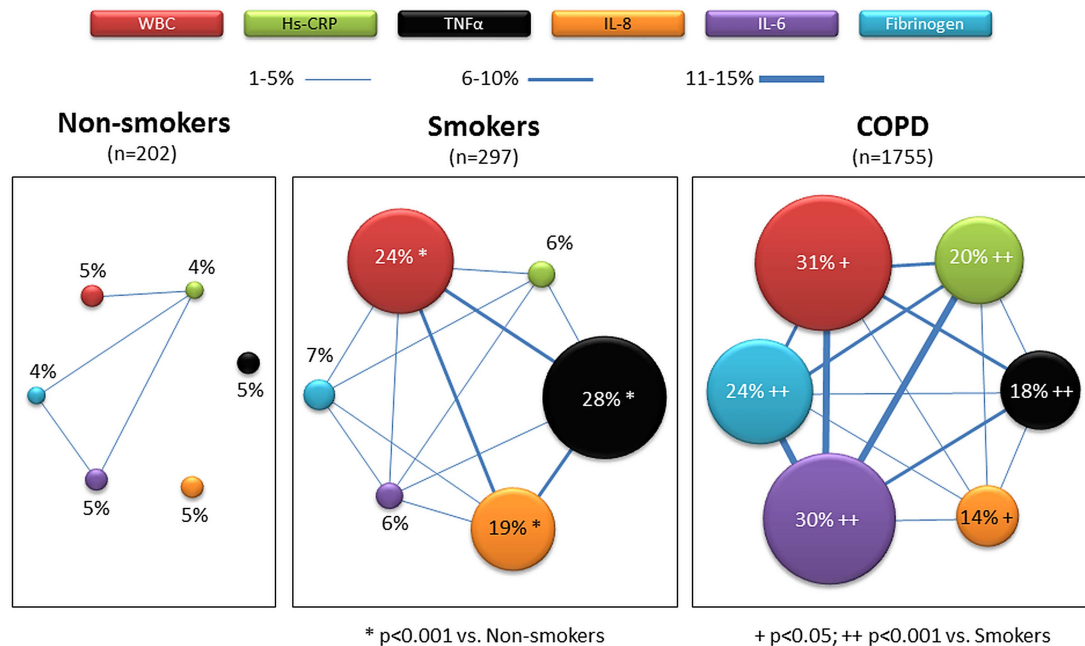 WBC Hs-CRP TNFα IL-8 IL-6 Fibrinogen
1-5% 6-10% 11-15%
Non-smokers
(n=202)
5%
4%
4%
5%
5%
5%
Smokers
(n=297)
24% *
6%
7%
28% *
6%
19% *
* p<0.001 vs. Non-smokers
COPD
(n=1755)
31% +
20% ++
24% ++
18% ++
30% ++
14% +
+ p<0.05; ++ p<0.001 vs. Smokers